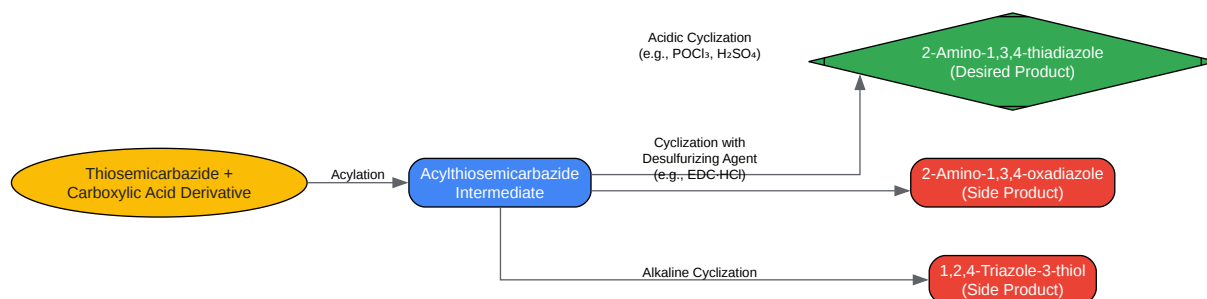 Acidic Cyclization
(e.g., POCl₃, H₂SO₄)
2-Amino-1,3,4-thiadiazole
(Desired Product)
Thiosemicarbazide +
Carboxylic Acid Derivative
Acylation
Acylthiosemicarbazide
Intermediate
Cyclization with
Desulfurizing Agent
(e.g., EDC·HCl)
2-Amino-1,3,4-oxadiazole
(Side Product)
Alkaline Cyclization
1,2,4-Triazole-3-thiol
(Side Product)